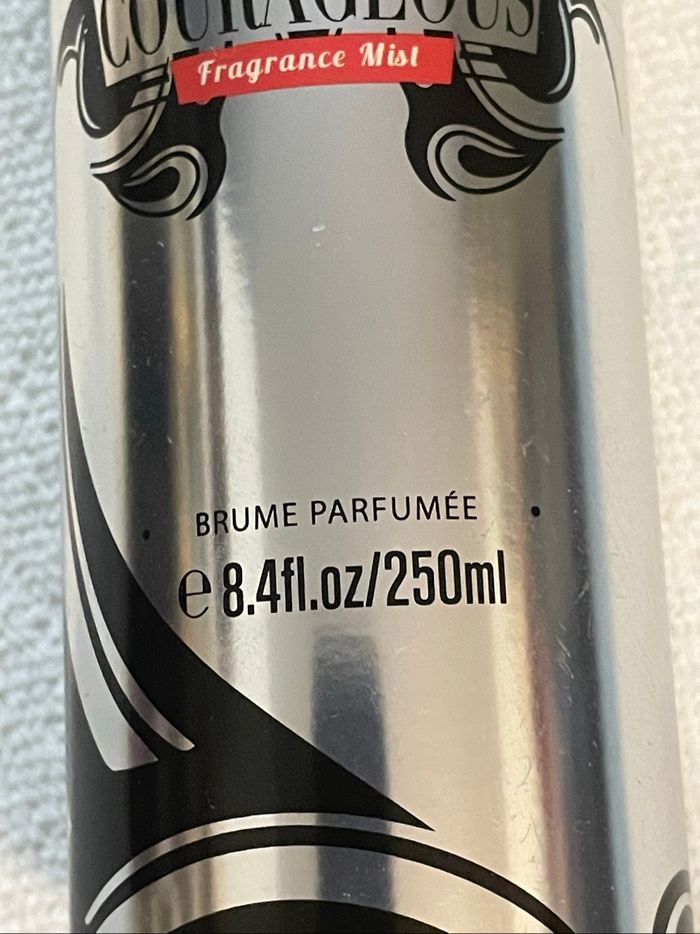 COURAGEOUS
Fragrance Mist
BRUME PARFUMÉE
℮ 8.4fl.oz/250ml